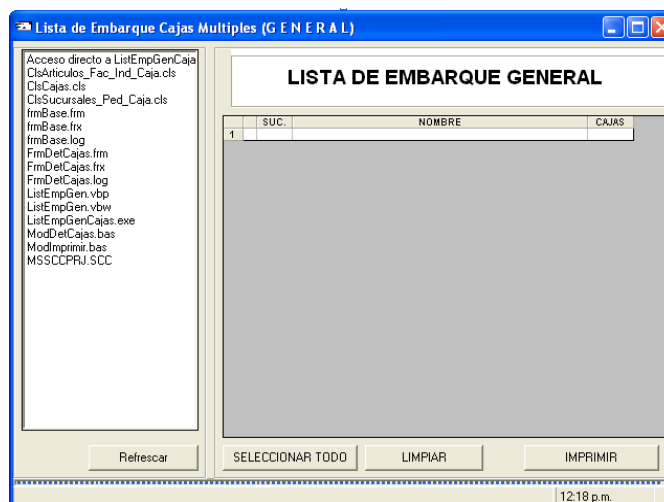 Lista de Embarque Cajas Multiples (G E N E R A L)
Acceso directo a ListEmpGenCaja
ClsArticulos_Fac_Ind_Caja.cls
ClsCajas.cls
ClsSucursales_Ped_Caja.cls
frmBase.frm
frmBase.frx
frmBase.log
FrmDetCajas.frm
FrmDetCajas.frx
FrmDetCajas.log
ListEmpGen.vbp
ListEmpGen.vbw
ListEmpGenCajas.exe
ModDetCajas.bas
ModImprimir.bas
MSSCCPRJ.SCC
Refrescar
LISTA DE EMBARQUE GENERAL
SUC. NOMBRE CAJAS
1
SELECCIONAR TODO LIMPIAR IMPRIMIR
12:18 p.m.